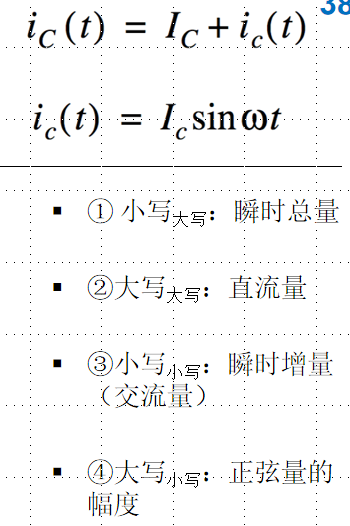 38
i_C(t) = I_C + i_c(t)
i_c(t) = I_c sin ωt
▪ ① 小写大写：瞬时总量
▪ ②大写大写：直流量
▪ ③小写小写：瞬时增量
（交流量）
▪ ④大写小写：正弦量的
幅度